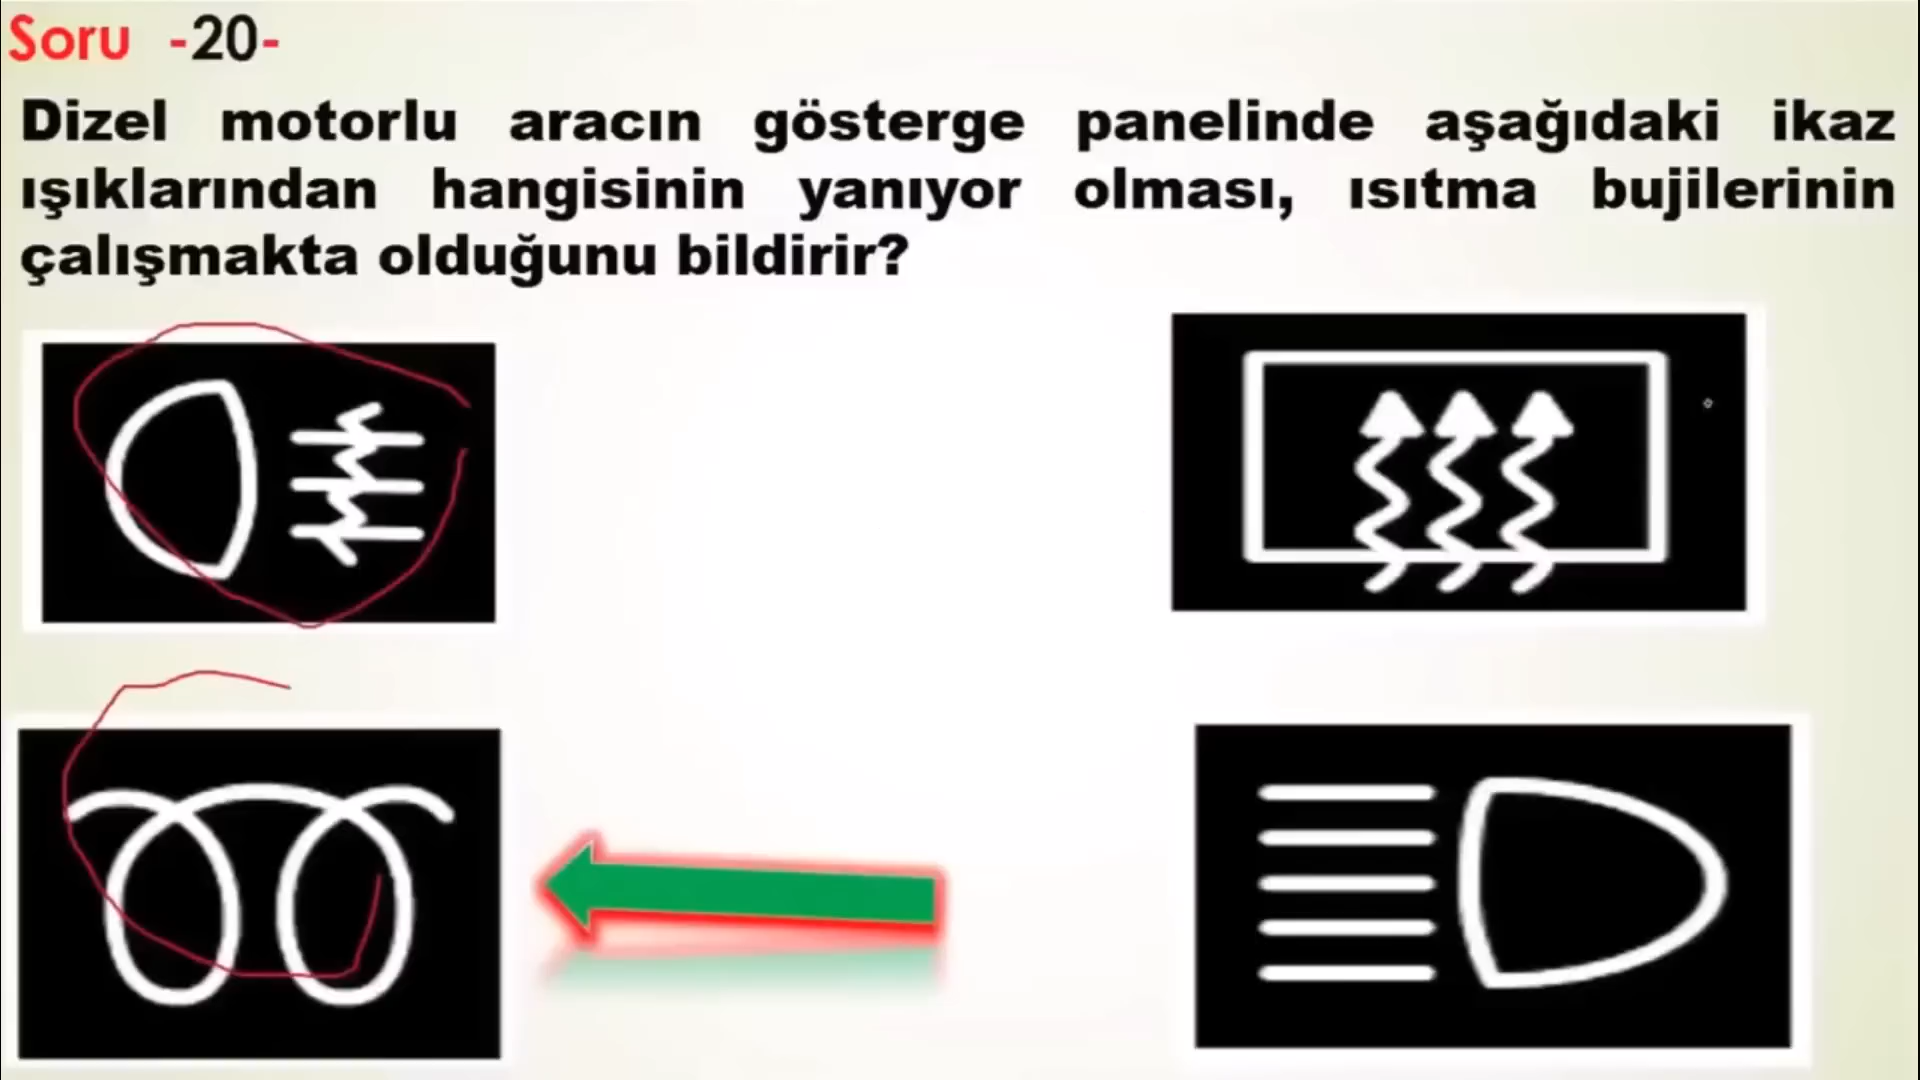 Soru -20-
Dizel motorlu aracın gösterge panelinde aşağıdaki ikaz
ışıklarından hangisinin yanıyor olması, ısıtma bujilerinin
çalışmakta olduğunu bildirir?